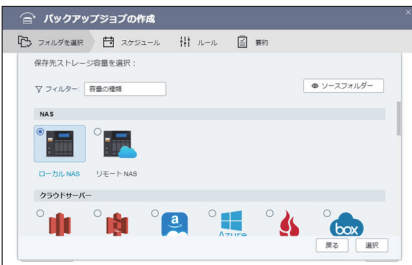 バックアップジョブの作成
フォルダを選択 スケジュール ルール 要約
保存先ストレージ容量を選択：
フィルター: 容量の種類 ソースフォルダー
NAS
ローカル NAS リモート NAS
クラウドサーバー
a Azure box
戻る 選択